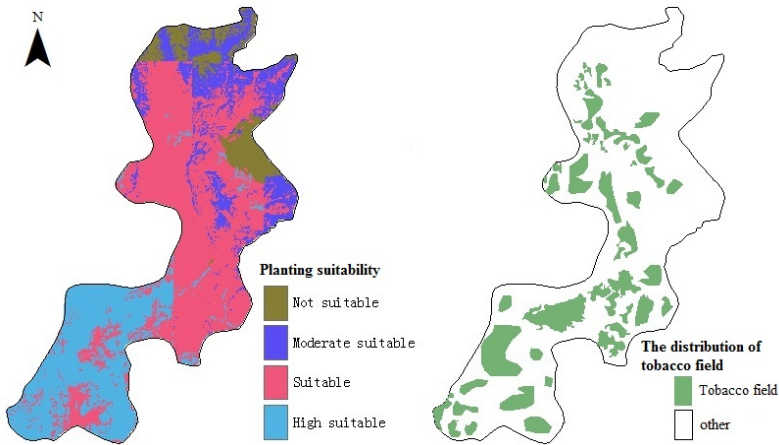 N
Planting suitability
Not suitable
Moderate suitable
Suitable
High suitable
The distribution of
tobacco field
Tobacco field
other